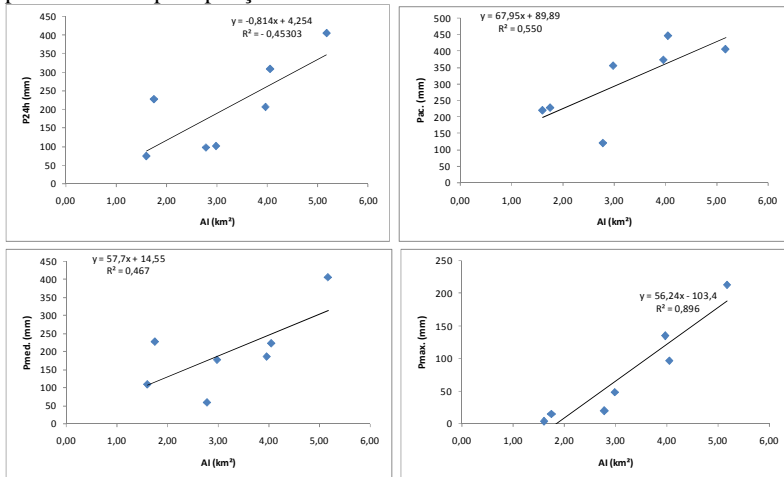 y = -0,814x + 4,254
R² = - 0,45303
450
400
350
300
250
200
150
100
50
0
P24h (mm)
0,00 1,00 2,00 3,00 4,00 5,00 6,00
AI (km²)
y = 67,95x + 89,89
R² = 0,550
500
450
400
350
300
250
200
150
100
50
0
Pac. (mm)
0,00 1,00 2,00 3,00 4,00 5,00 6,00
AI (km²)
y = 57,7x + 14,55
R² = 0,467
450
400
350
300
250
200
150
100
50
0
Pmed. (mm)
0,00 1,00 2,00 3,00 4,00 5,00 6,00
AI (km²)
y = 56,24x - 103,4
R² = 0,896
250
200
150
100
50
0
Pmax. (mm)
0,00 1,00 2,00 3,00 4,00 5,00 6,00
AI (km²)